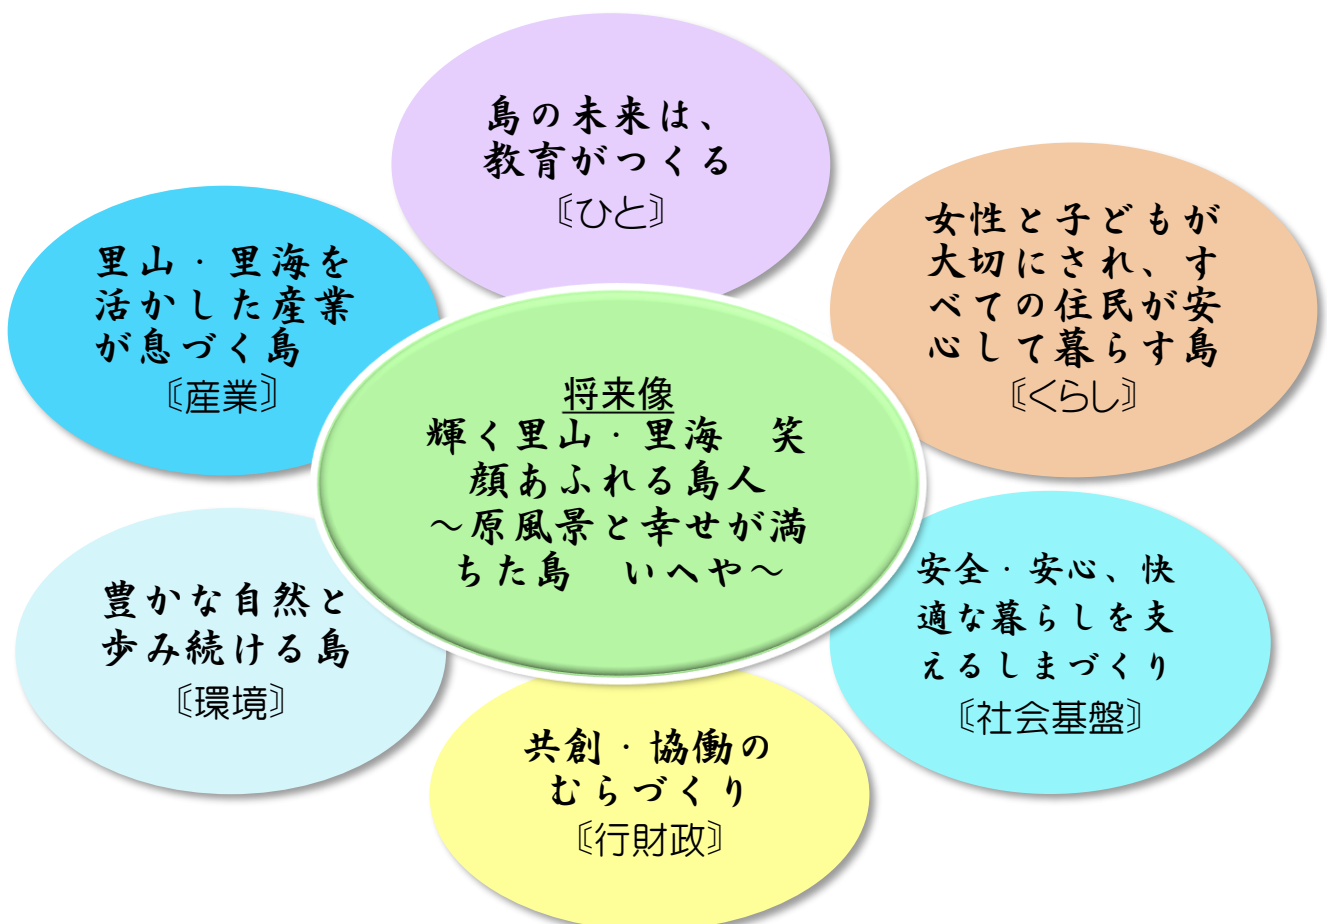 島の未来は、
教育がつくる
〘ひと〙
女性と子どもが
大切にされ、す
べての住民が安
心して暮らす島
〘くらし〙
里山・里海を
活かした産業
が息づく島
〘産業〙
将来像
輝く里山・里海　笑
顔あふれる島人
～原風景と幸せが満
ちた島　いへや～
安全・安心、快
適な暮らしを支
えるしまづくり
〘社会基盤〙
豊かな自然と
歩み続ける島
〘環境〙
共創・協働の
むらづくり
〘行財政〙